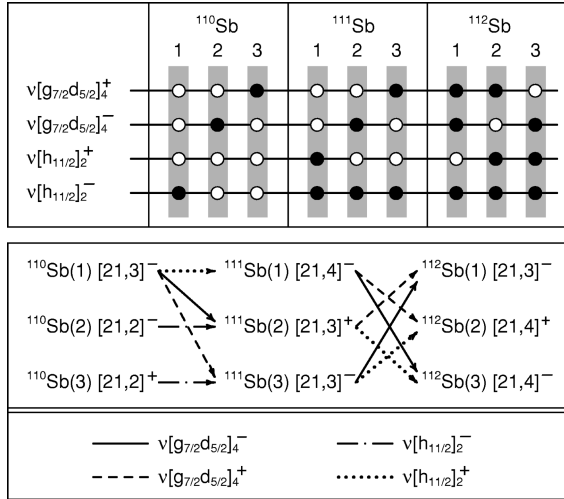 ¹¹⁰Sb ¹¹¹Sb ¹¹²Sb
1 2 3 1 2 3 1 2 3
ν[g₇/₂d₅/₂]₄⁺
ν[g₇/₂d₅/₂]₄⁻
ν[h₁₁/₂]₂⁺
ν[h₁₁/₂]₂⁻
¹¹⁰Sb(1) [21,3]⁻ ¹¹¹Sb(1) [21,4]⁻ ¹¹²Sb(1) [21,3]⁻
¹¹⁰Sb(2) [21,2]⁻ ¹¹¹Sb(2) [21,3]⁺ ¹¹²Sb(2) [21,4]⁺
¹¹⁰Sb(3) [21,2]⁺ ¹¹¹Sb(3) [21,3]⁻ ¹¹²Sb(3) [21,4]⁻
ν[g₇/₂d₅/₂]₄⁻ ν[h₁₁/₂]₂⁻
ν[g₇/₂d₅/₂]₄⁺ ν[h₁₁/₂]₂⁺